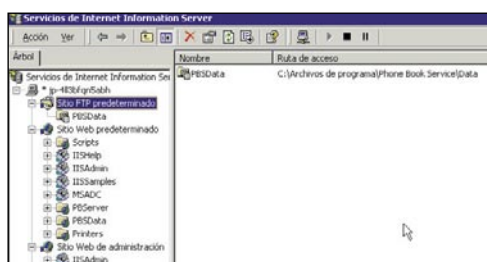 Servicios de Internet Information Server
Acción Ver
Árbol
Nombre Ruta de acceso
Servicios de Internet Information Ser
PBSData C:\Archivos de programa\Phone Book Service\Data
Sitio FTP predeterminado
PBSData
Sitio Web predeterminado
Scripts
IISHelp
IISAdmin
IISSamples
MSADC
PBServer
PBSData
Printers
Sitio Web de administración
IISAdmin